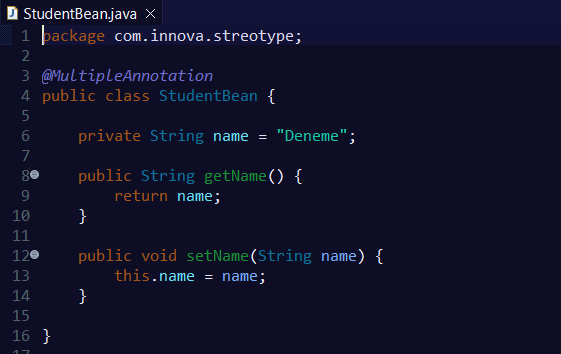 StudentBean.java
1 package com.innova.streotype;
2
3 @MultipleAnnotation
4 public class StudentBean {
5
6     private String name = "Deneme";
7
8     public String getName() {
9         return name;
10     }
11
12     public void setName(String name) {
13         this.name = name;
14     }
15
16 }
17